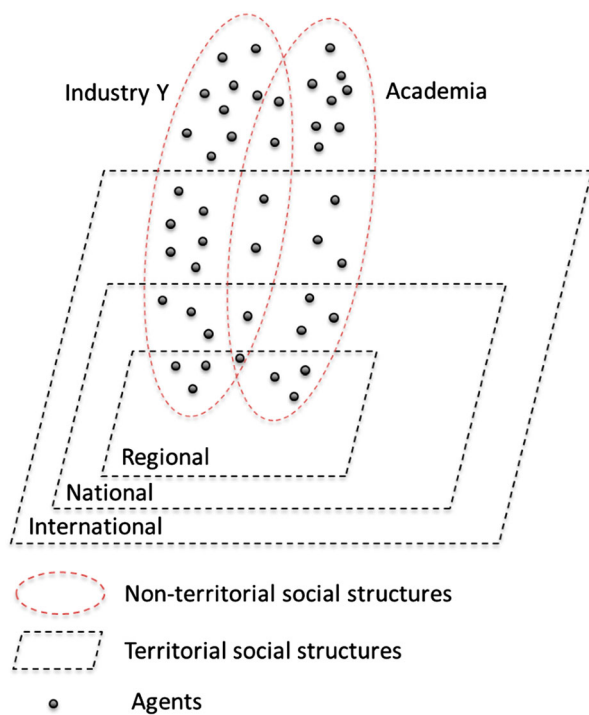 Industry Y
Academia
Regional
National
International
Non-territorial social structures
Territorial social structures
Agents